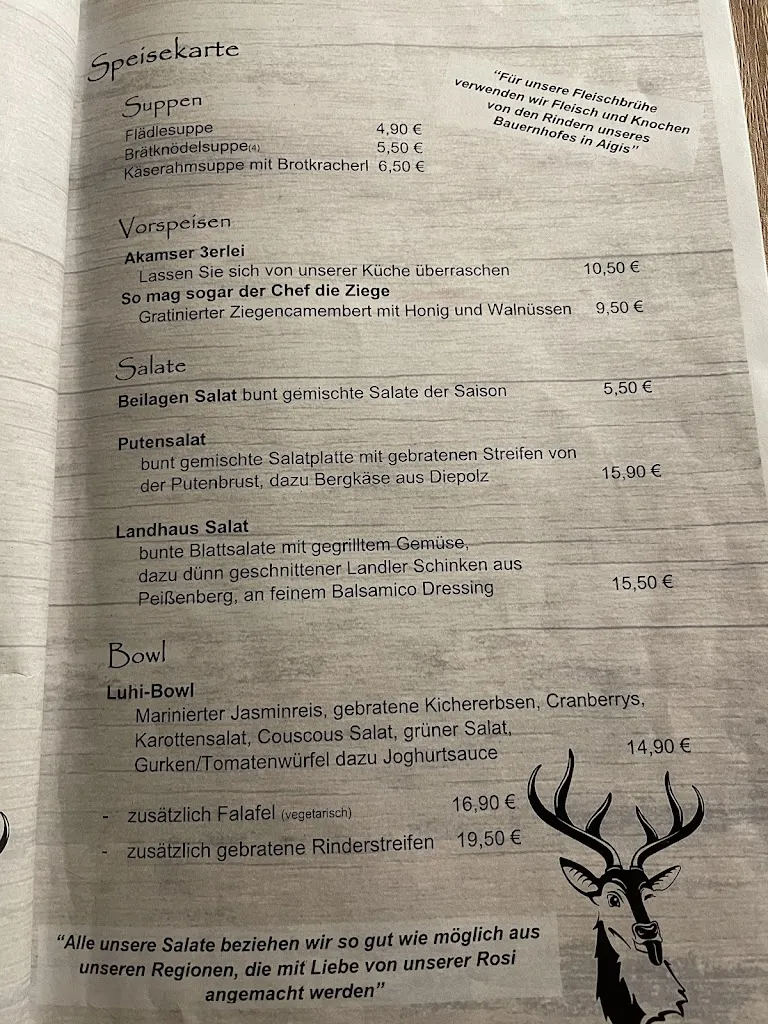 Speisekarte
"Für unsere Fleischbrühe
verwenden wir Fleisch und Knochen
von den Rindern unseres
Bauernhofes in Aigis"
Suppen
Flädlesuppe 4,90 €
Brätknödelsuppe(4) 5,50 €
Käserahmsuppe mit Brotkracherl 6,50 €
Vorspeisen
Akamser 3erlei
Lassen Sie sich von unserer Küche überraschen 10,50 €
So mag sogar der Chef die Ziege
Gratinierter Ziegencamembert mit Honig und Walnüssen 9,50 €
Salate
Beilagen Salat bunt gemischte Salate der Saison 5,50 €
Putensalat
bunt gemischte Salatplatte mit gebratenen Streifen von
der Putenbrust, dazu Bergkäse aus Diepolz 15,90 €
Landhaus Salat
bunte Blattsalate mit gegrilltem Gemüse,
dazu dünn geschnittener Landler Schinken aus
Peißenberg, an feinem Balsamico Dressing 15,50 €
Bowl
Luhi-Bowl
Marinierter Jasminreis, gebratene Kichererbsen, Cranberrys,
Karottensalat, Couscous Salat, grüner Salat,
Gurken/Tomatenwürfel dazu Joghurtsauce 14,90 €
- zusätzlich Falafel (vegetarisch) 16,90 €
- zusätzlich gebratene Rinderstreifen 19,50 €
"Alle unsere Salate beziehen wir so gut wie möglich aus
unseren Regionen, die mit Liebe von unserer Rosi
angemacht werden"